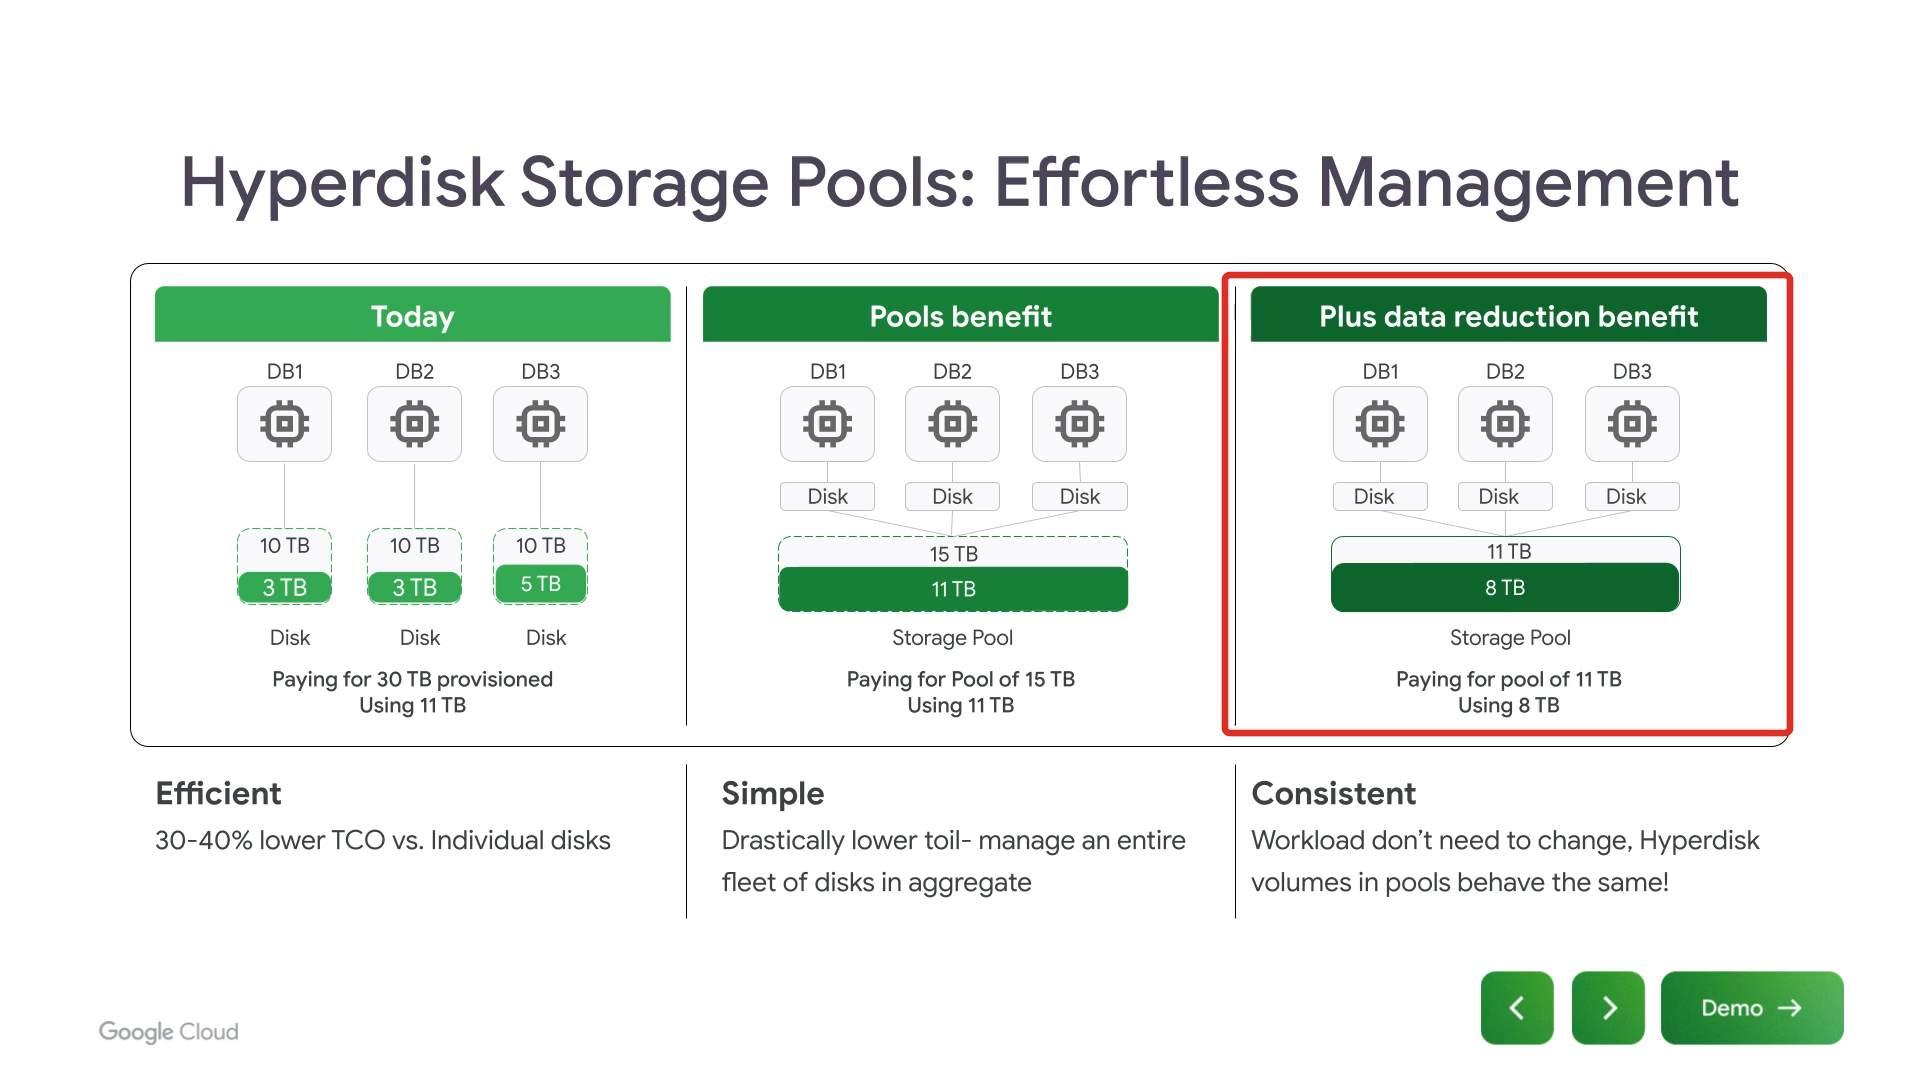 Hyperdisk Storage Pools: Effortless Management
Today
DB1 DB2 DB3
10 TB 10 TB 10 TB
3 TB 3 TB 5 TB
Disk Disk Disk
Paying for 30 TB provisioned
Using 11 TB
Pools benefit
DB1 DB2 DB3
Disk Disk Disk
15 TB
11 TB
Storage Pool
Paying for Pool of 15 TB
Using 11 TB
Plus data reduction benefit
DB1 DB2 DB3
Disk Disk Disk
11 TB
8 TB
Storage Pool
Paying for pool of 11 TB
Using 8 TB
Efficient
30-40% lower TCO vs. Individual disks
Simple
Drastically lower toil- manage an entire
fleet of disks in aggregate
Consistent
Workload don’t need to change, Hyperdisk
volumes in pools behave the same!
Google Cloud
Demo